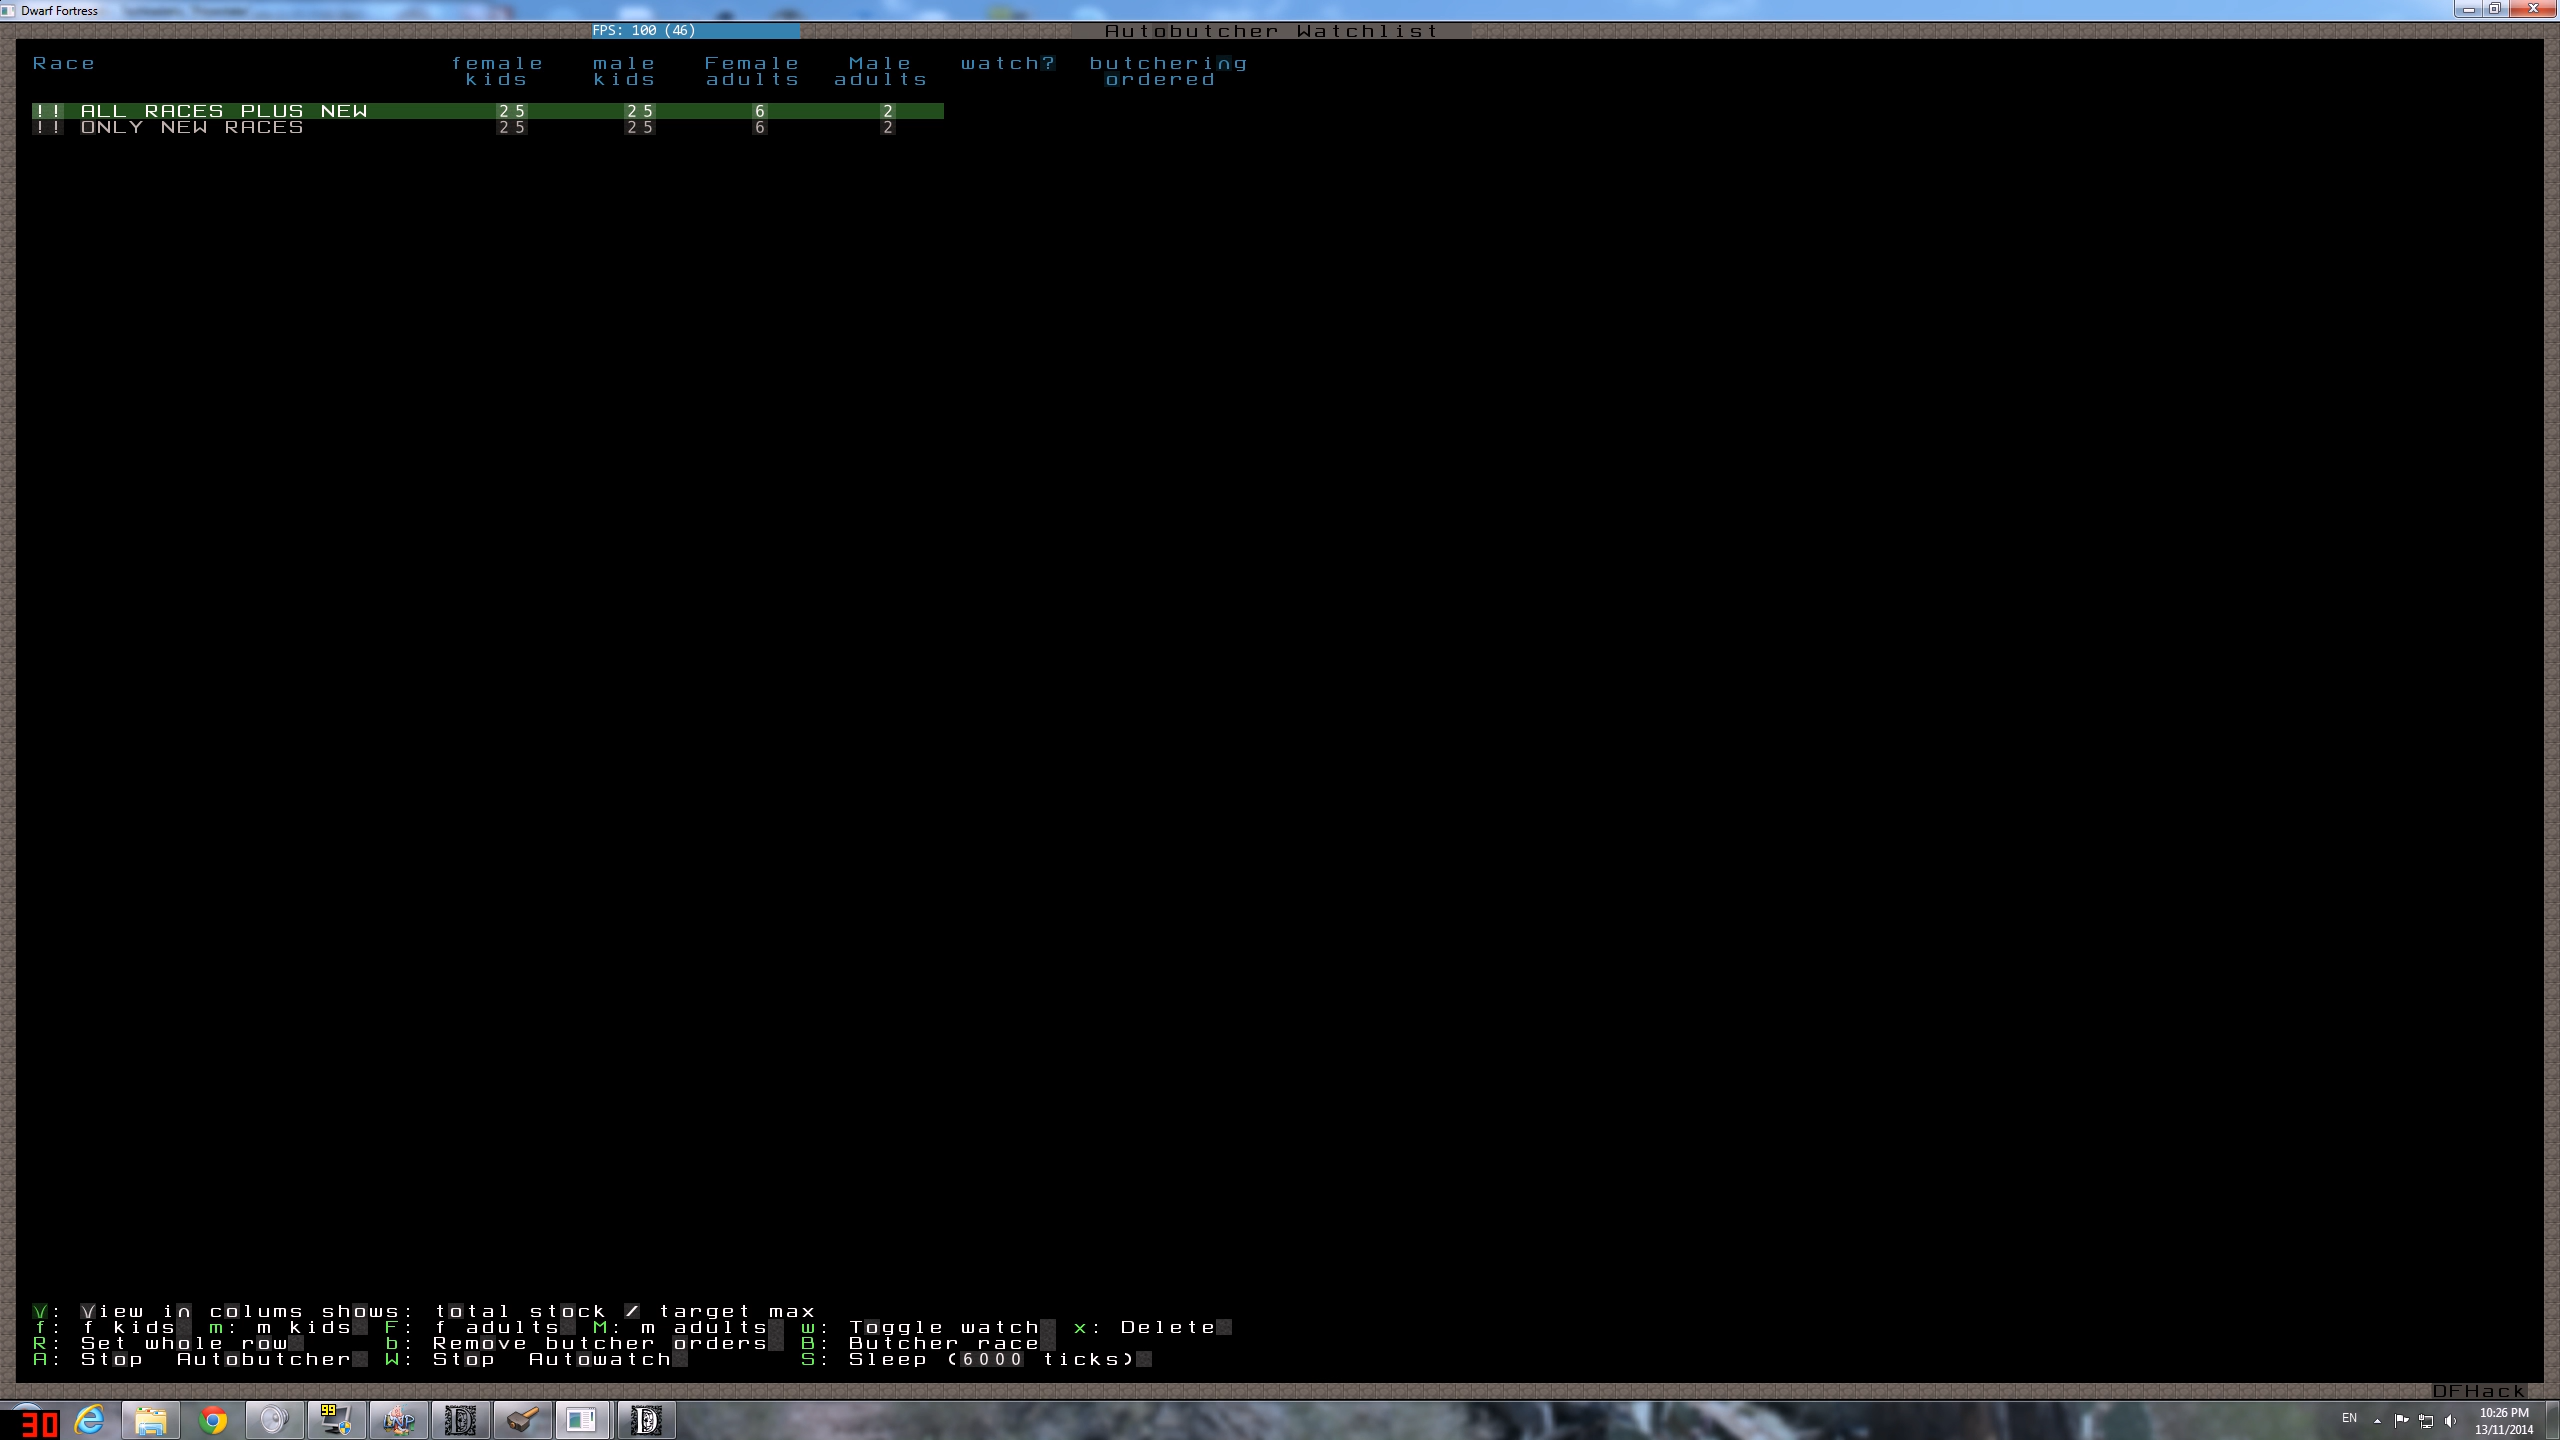 Dwarf Fortress
FPS: 100 (46) Autobutcher Watchlist
Race female male Female Male watch? butchering
kids kids adults adults ordered
!! ALL RACES PLUS NEW 25 25 6 2
!! ONLY NEW RACES 25 25 6 2
V: View in colums shows: total stock / target max
f: f kids m: m kids F: f adults M: m adults w: Toggle watch x: Delete
R: Set whole row b: Remove butcher orders B: Butcher race
A: Stop Autobutcher W: Stop Autowatch S: Sleep (6000 ticks)
DFHack
30 99 LNP EN 10:26 PM
13/11/2014